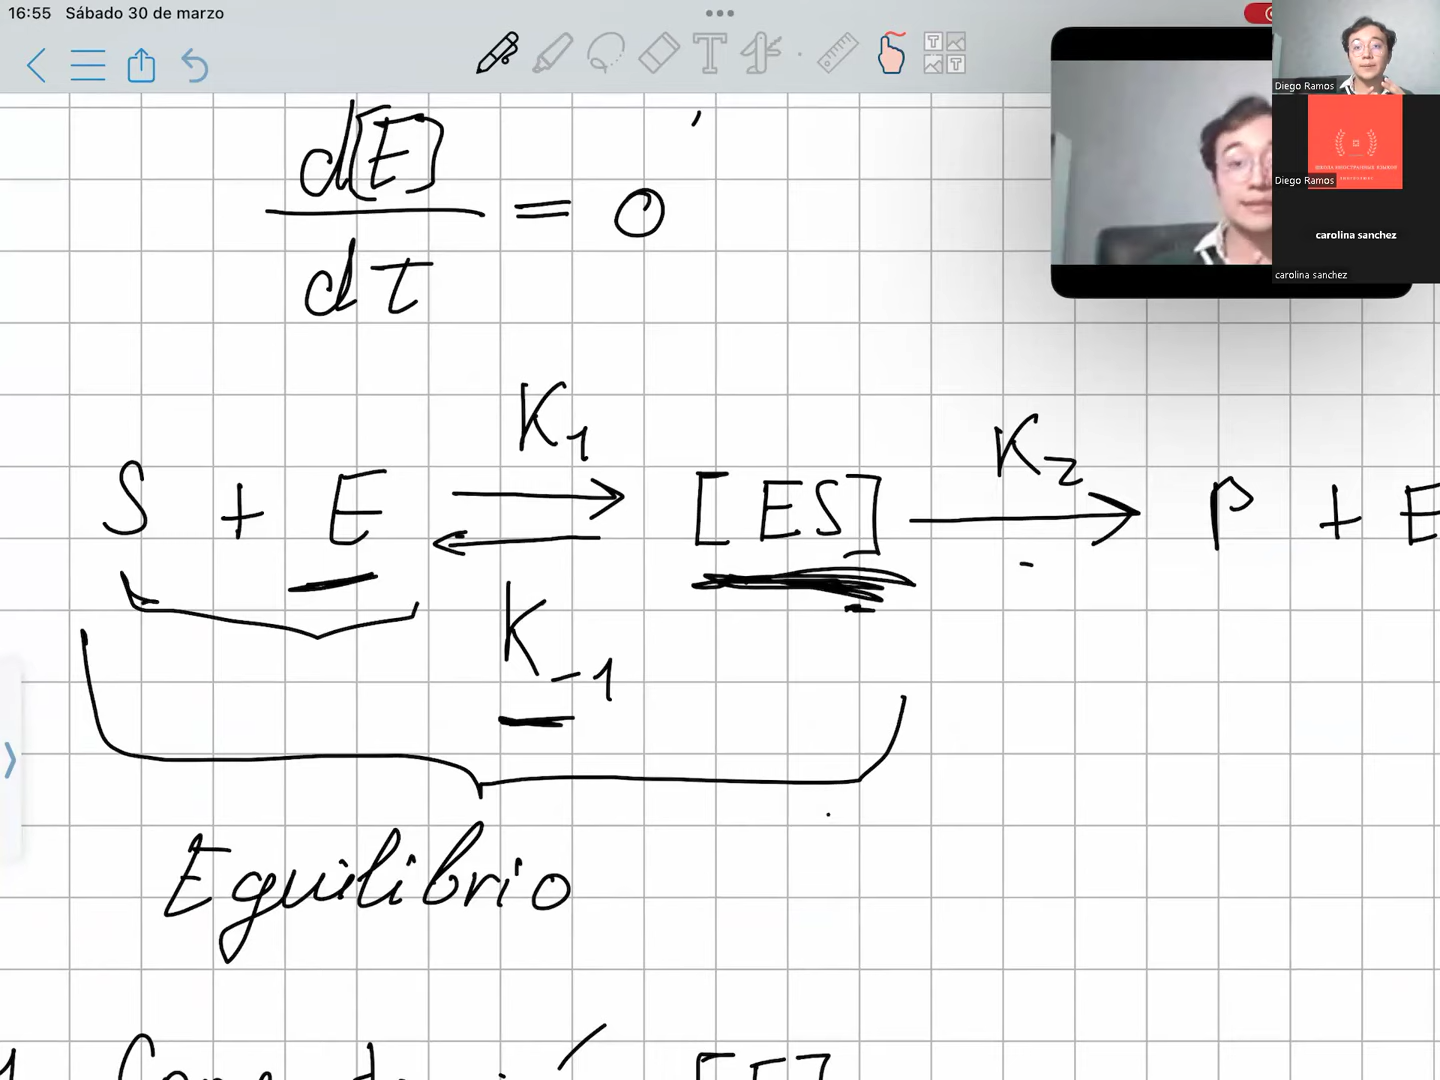 16:55 Sábado 30 de marzo
Diego Ramos
Diego Ramos
carolina sanchez
carolina sanchez
d[E]
= 0
dt
K1
K2
S + E
[ES]
P + E
K-1
Equilibrio
[E]